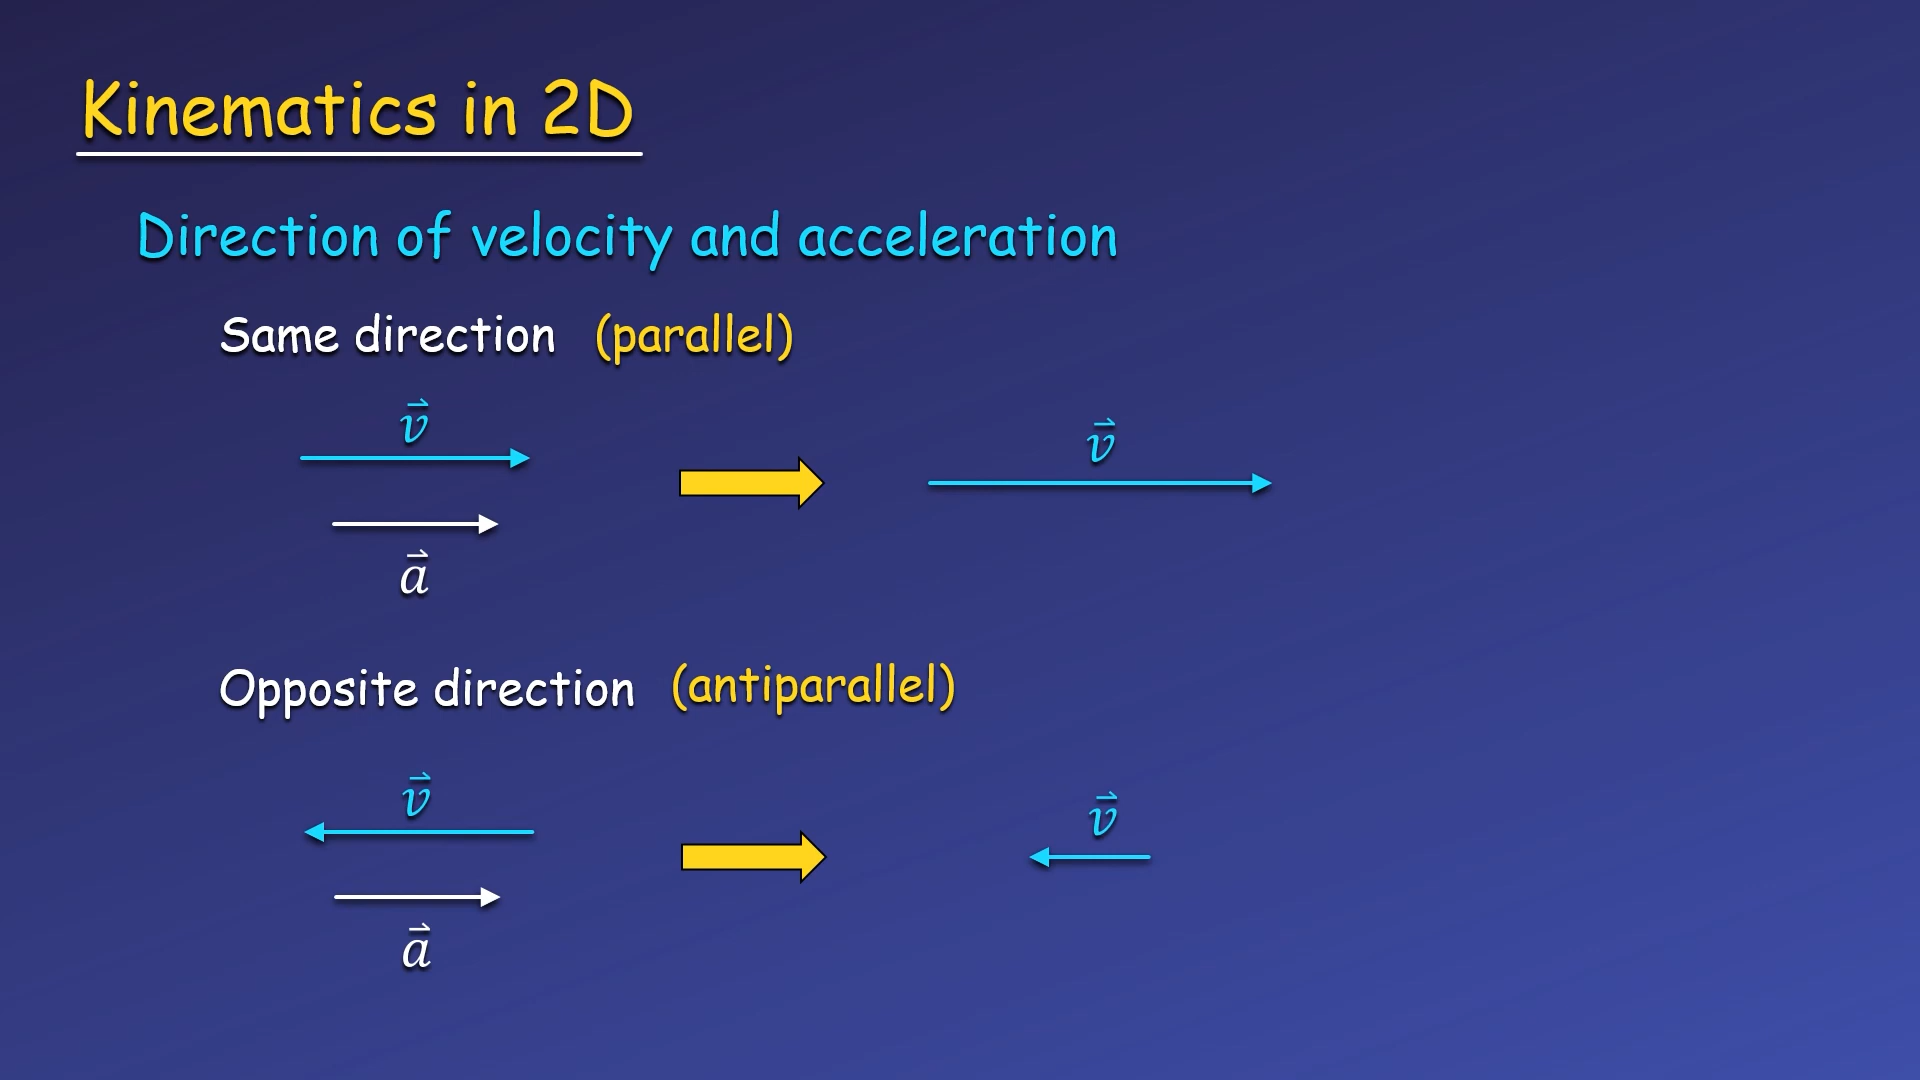 Kinematics in 2D
Direction of velocity and acceleration
Same direction (parallel)
v⃗
v⃗
a⃗
Opposite direction (antiparallel)
v⃗
v⃗
a⃗